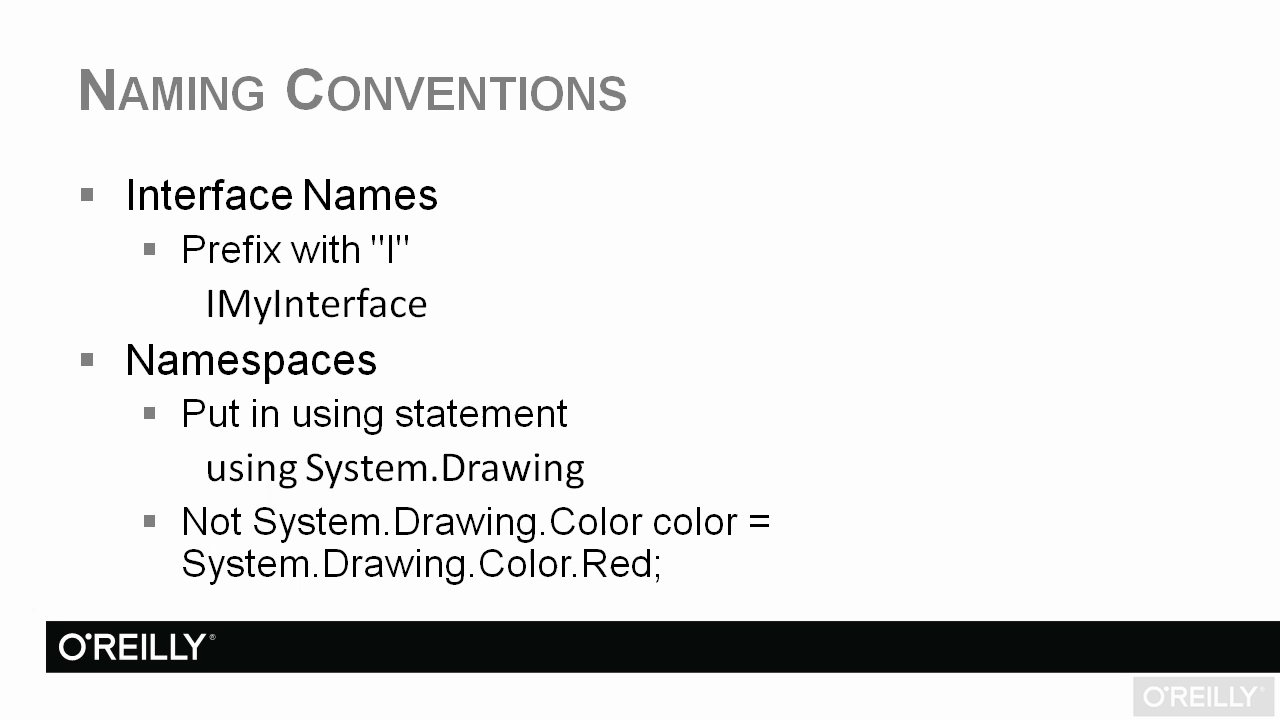 NAMING CONVENTIONS
▪ Interface Names
▪ Prefix with "I"
IMyInterface
▪ Namespaces
▪ Put in using statement
using System.Drawing
▪ Not System.Drawing.Color color =
System.Drawing.Color.Red;
O'REILLY®
O'REILLY®